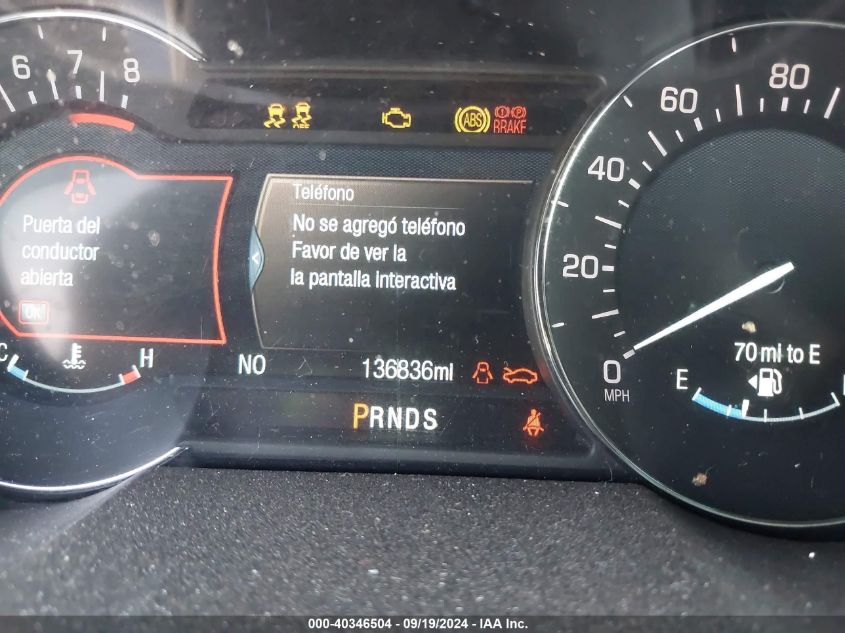 6 7 8
80
60
40
20
0
MPH
ABS
BRAKE
OFF
Teléfono
No se agregó teléfono
Favor de ver la
la pantalla interactiva
Puerta del
conductor
abierta
OK
C H
NO 136836mi
PRNDS
70 mi to E
E
000-40346504 - 09/19/2024 - IAA Inc.